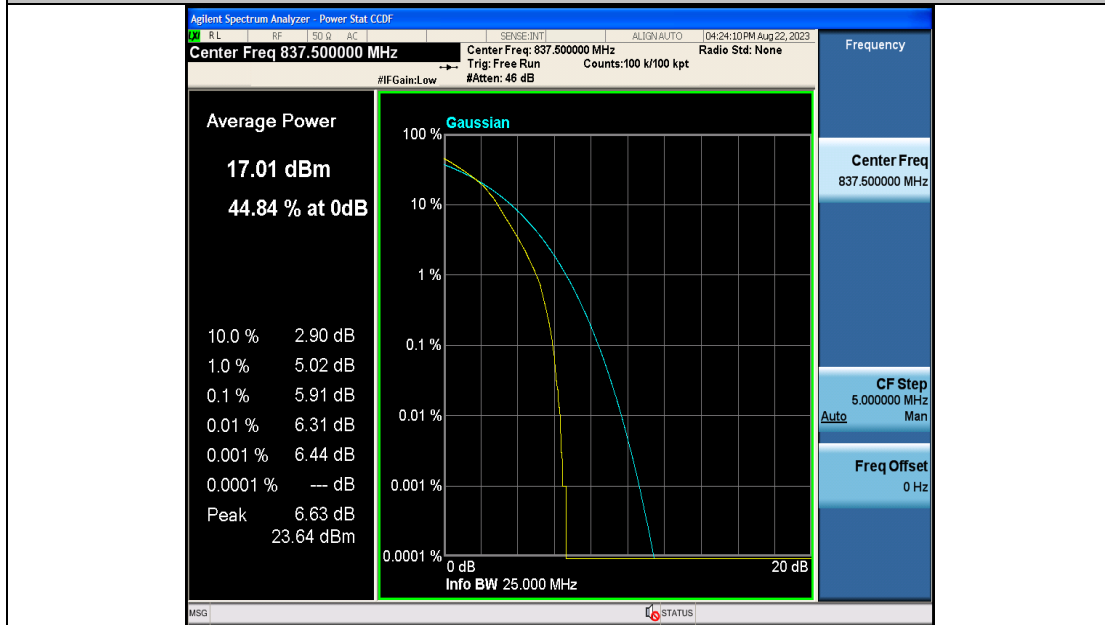 Agilent Spectrum Analyzer - Power Stat CCDF
LXI RL RF 50 Ω AC SENSE:INT ALIGN AUTO 04:24:10 PM Aug 22, 2023
Center Freq 837.500000 MHz
Center Freq: 837.500000 MHz Radio Std: None
Trig: Free Run Counts:100 k/100 kpt
#IFGain:Low #Atten: 46 dB
Frequency
Average Power
17.01 dBm
44.84 % at 0dB
10.0 % 2.90 dB
1.0 % 5.02 dB
0.1 % 5.91 dB
0.01 % 6.31 dB
0.001 % 6.44 dB
0.0001 % --- dB
Peak 6.63 dB
23.64 dBm
Gaussian
100 %
10 %
1 %
0.1 %
0.01 %
0.001 %
0.0001 %
0 dB 20 dB
Info BW 25.000 MHz
Center Freq
837.500000 MHz
CF Step
5.000000 MHz
Auto Man
Freq Offset
0 Hz
MSG STATUS